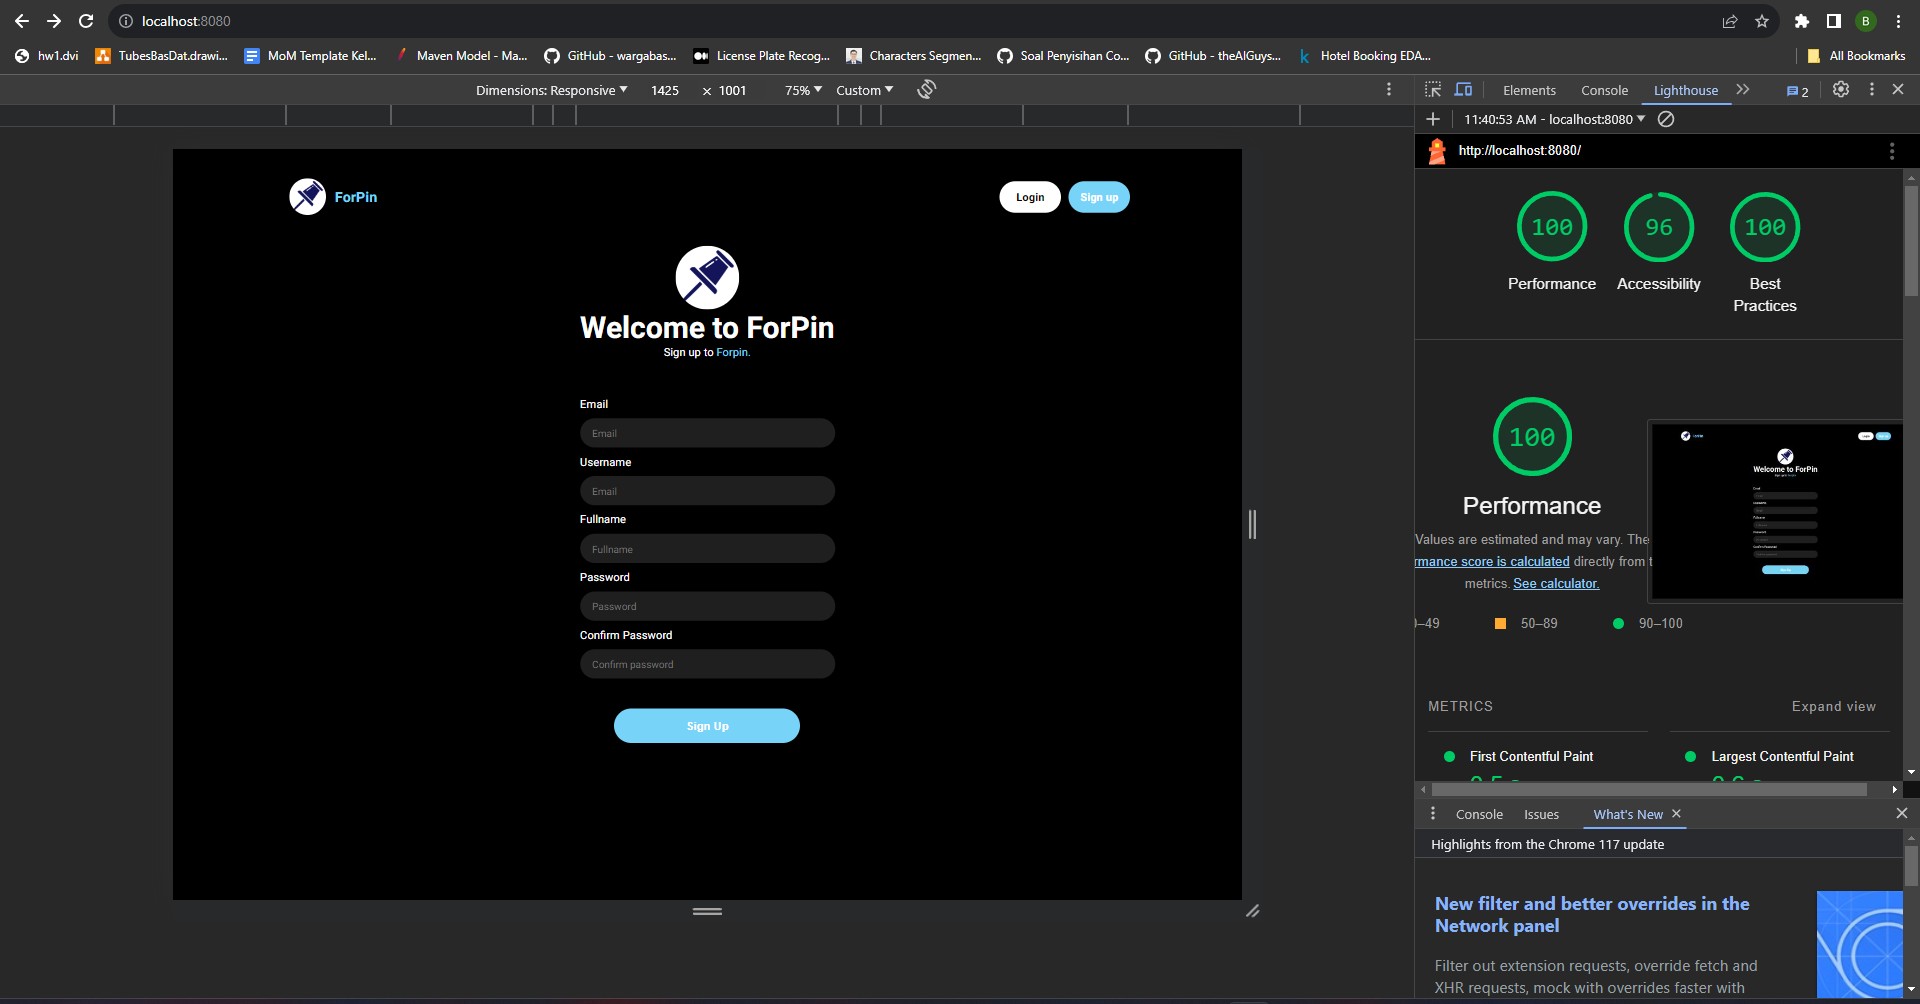 localhost:8080
B
hw1.dvi
TubesBasDat.drawi...
MoM Template Kel...
Maven Model - Ma...
GitHub - wargabas...
License Plate Recog...
Characters Segmen...
Soal Penyisihan Co...
GitHub - theAIGuys...
Hotel Booking EDA...
All Bookmarks
Dimensions: Responsive
1425 × 1001
75%
Custom
ForPin
Login
Sign up
Welcome to ForPin
Sign up to Forpin.
Email
Email
Username
Email
Fullname
Fullname
Password
Password
Confirm Password
Confirm password
Sign Up
Elements
Console
Lighthouse
2
11:40:53 AM - localhost:8080
http://localhost:8080/
100
Performance
96
Accessibility
100
Best
Practices
100
Performance
Values are estimated and may vary. The
rmance score is calculated directly from t
metrics. See calculator.
–49
50–89
90–100
Welcome to ForPin
METRICS
Expand view
First Contentful Paint
Largest Contentful Paint
Console
Issues
What's New
Highlights from the Chrome 117 update
New filter and better overrides in the
Network panel
Filter out extension requests, override fetch and
XHR requests, mock with overrides faster with